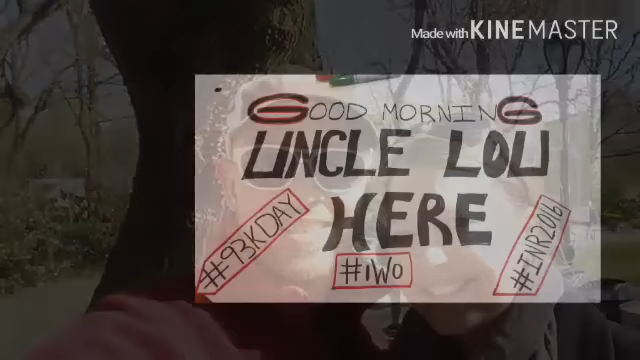 Made with KINEMASTER
GOOD MORNING
UNCLE LOU
HERE
#93KDAY
#IWO
#INR2016